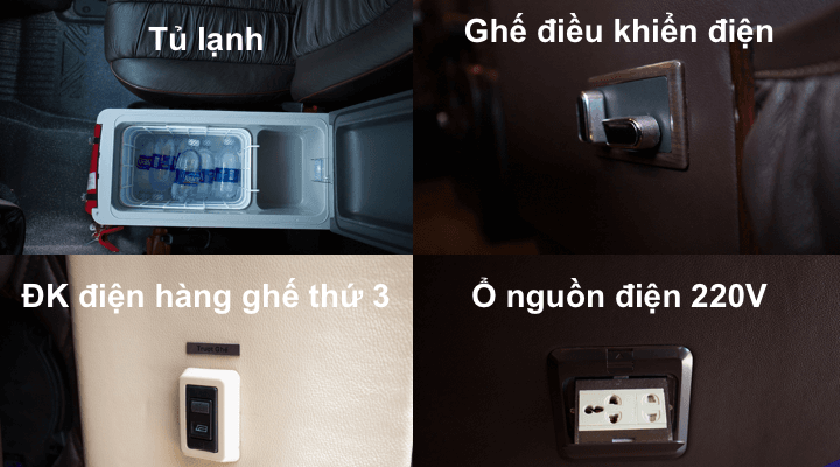 Tủ lạnh
Ghế điều khiển điện
ĐK điện hàng ghế thứ 3
Ổ nguồn điện 220V